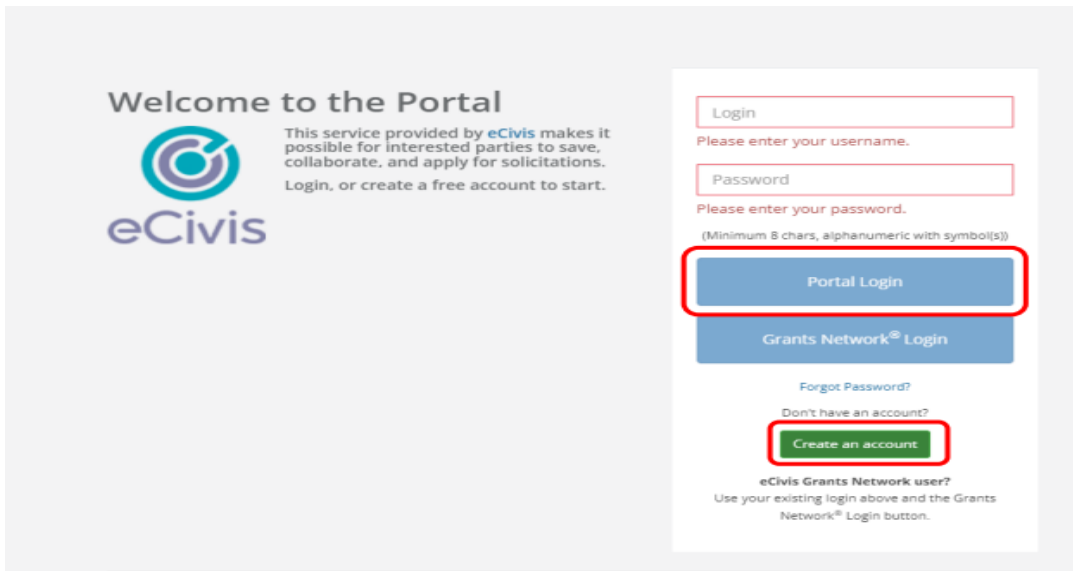 Welcome to the Portal
eCivis
This service provided by eCivis makes it
possible for interested parties to save,
collaborate, and apply for solicitations.
Login, or create a free account to start.
Login
Please enter your username.
Password
Please enter your password.
(Minimum 8 chars, alphanumeric with symbol(s))
Portal Login
Grants Network® Login
Forgot Password?
Don't have an account?
Create an account
eCivis Grants Network user?
Use your existing login above and the Grants
Network® Login button.